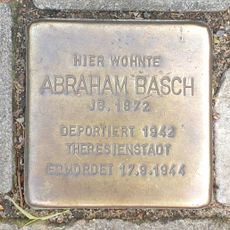 HIER WOHNTE
ABRAHAM BASCH
JG. 1872
DEPORTIERT 1942
THERESIENSTADT
ERMORDET 17.9.1944